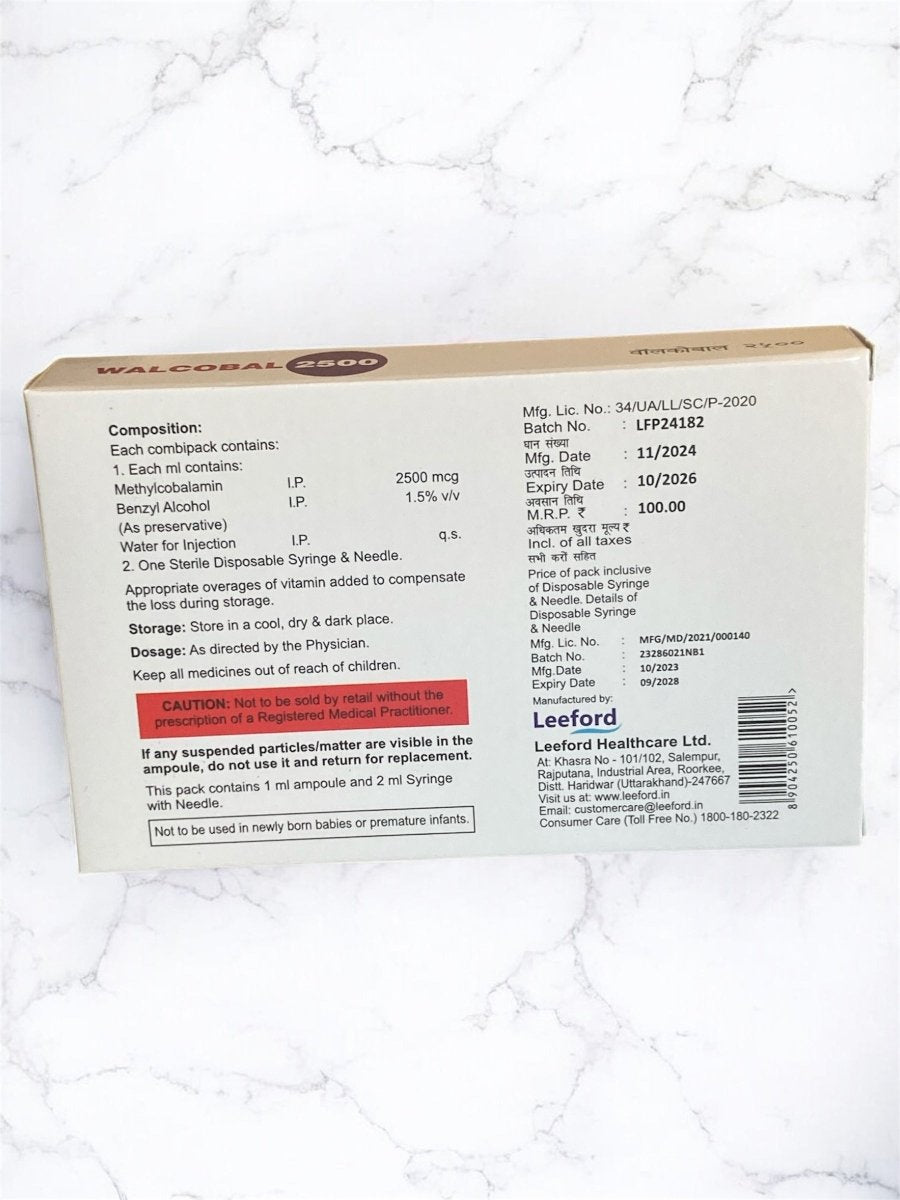 WALCOBAL 2500
वालकोबाल २५००
Composition:
Each combipack contains:
1. Each ml contains:
Methylcobalamin I.P. 2500 mcg
Benzyl Alcohol I.P. 1.5% v/v
(As preservative)
Water for Injection I.P. q.s.
2. One Sterile Disposable Syringe & Needle.
Appropriate overages of vitamin added to compensate
the loss during storage.
Storage: Store in a cool, dry & dark place.
Dosage: As directed by the Physician.
Keep all medicines out of reach of children.
CAUTION: Not to be sold by retail without the
prescription of a Registered Medical Practitioner.
If any suspended particles/matter are visible in the
ampoule, do not use it and return for replacement.
This pack contains 1 ml ampoule and 2 ml Syringe
with Needle.
Not to be used in newly born babies or premature infants.
Mfg. Lic. No.: 34/UA/LL/SC/P-2020
Batch No. : LFP24182
घान संख्या
Mfg. Date : 11/2024
उत्पादन तिथि
Expiry Date : 10/2026
अवसान तिथि
M.R.P. ₹ : 100.00
अधिकतम खुदरा मूल्य ₹
Incl. of all taxes
सभी करों सहित
Price of pack inclusive
of Disposable Syringe
& Needle. Details of
Disposable Syringe
& Needle
Mfg. Lic. No. : MFG/MD/2021/000140
Batch No. : 23286021NB1
Mfg.Date : 10/2023
Expiry Date : 09/2028
Manufactured by:
Leeford
Leeford Healthcare Ltd.
At: Khasra No - 101/102, Salempur,
Rajputana, Industrial Area, Roorkee,
Distt. Haridwar (Uttarakhand)-247667
Visit us at: www.leeford.in
Email: customercare@leeford.in
Consumer Care (Toll Free No.) 1800-180-2322
8 904250 610052 >